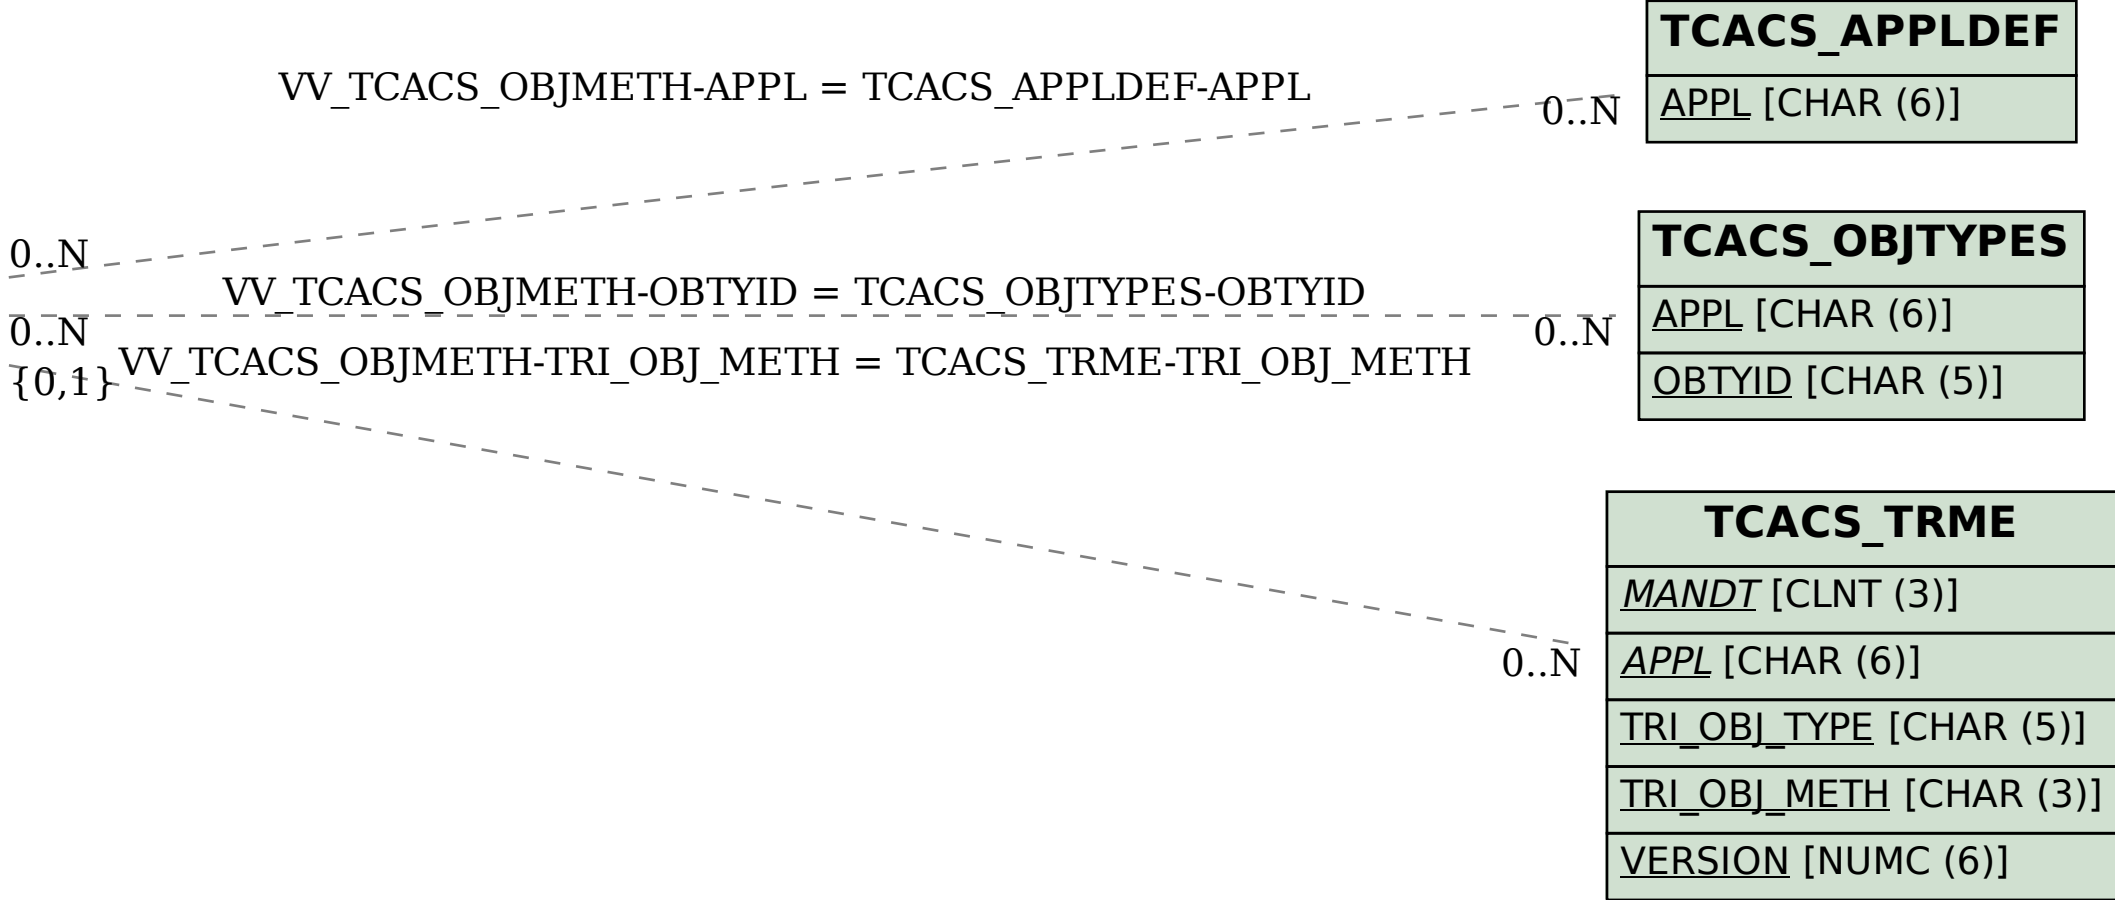 TCACS_APPLDEF
APPL [CHAR (6)]
VV_TCACS_OBJMETH-APPL = TCACS_APPLDEF-APPL
0..N
0..N
TCACS_OBJTYPES
APPL [CHAR (6)]
OBTYID [CHAR (5)]
VV_TCACS_OBJMETH-OBTYID = TCACS_OBJTYPES-OBTYID
0..N
0..N
VV_TCACS_OBJMETH-TRI_OBJ_METH = TCACS_TRME-TRI_OBJ_METH
{0,1}
0..N
TCACS_TRME
MANDT [CLNT (3)]
APPL [CHAR (6)]
TRI_OBJ_TYPE [CHAR (5)]
TRI_OBJ_METH [CHAR (3)]
VERSION [NUMC (6)]